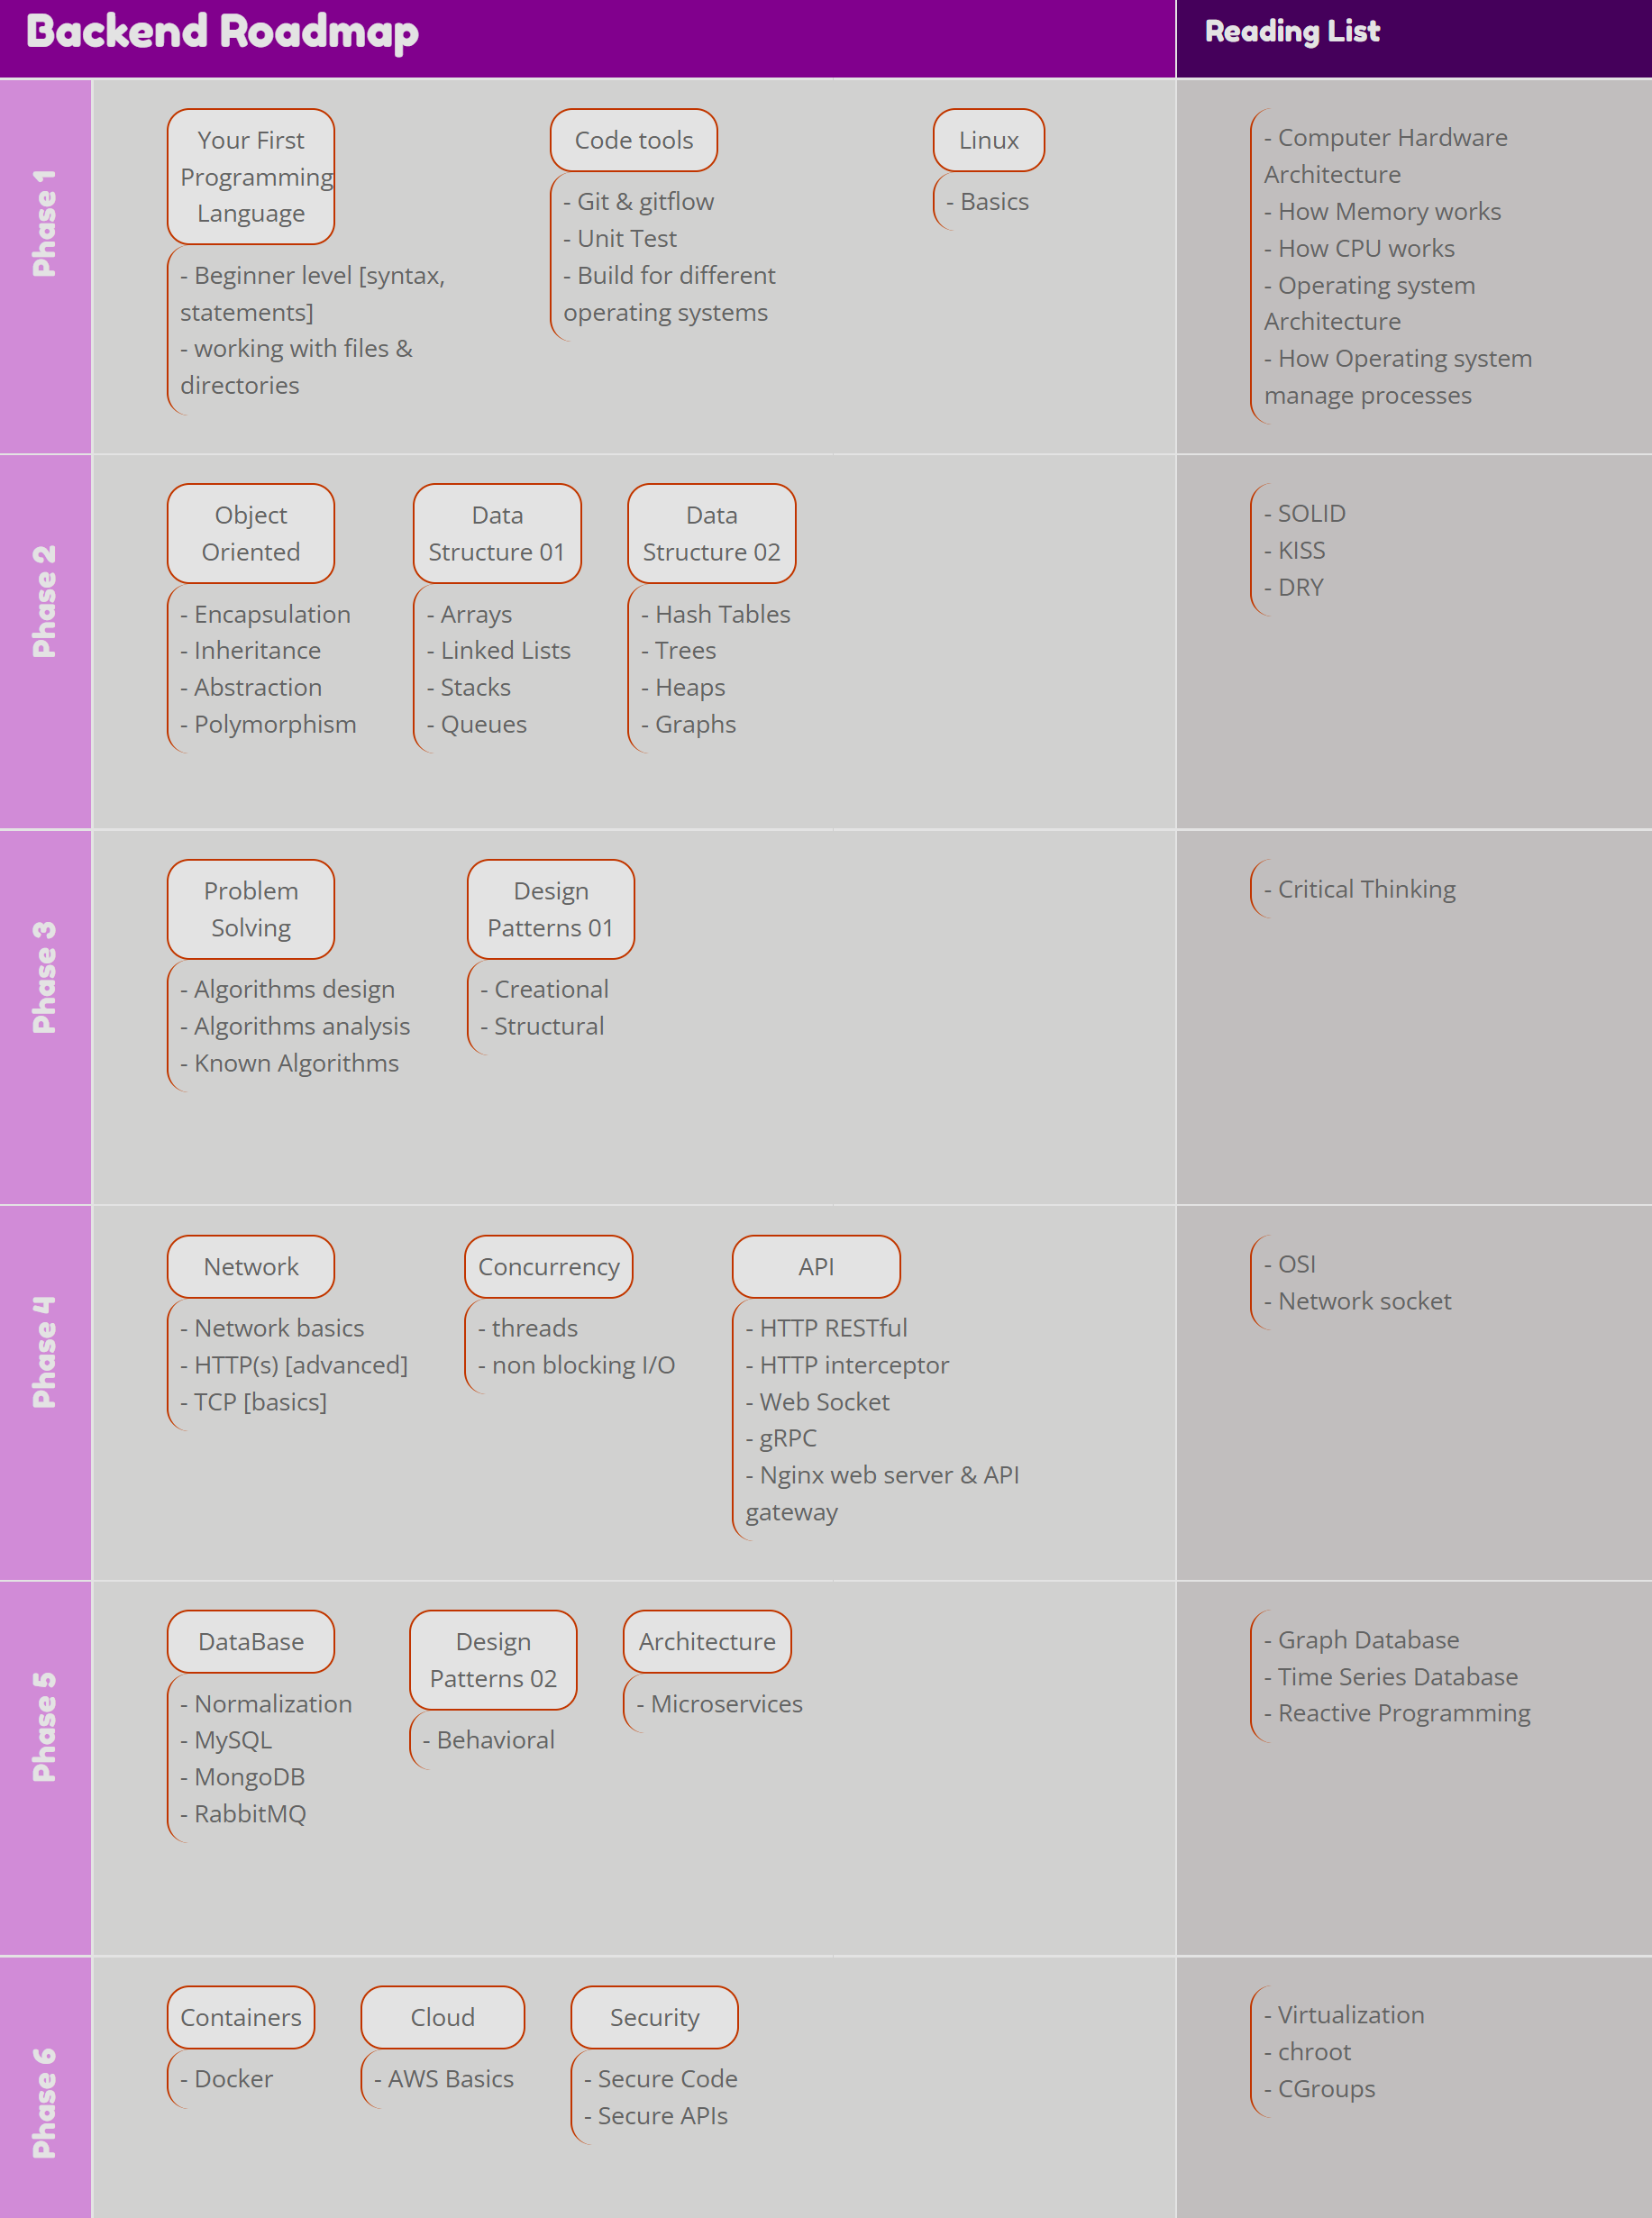 Backend Roadmap
Reading List
Phase 1
Your First
Programming
Language
- Beginner level [syntax,
statements]
- working with files &
directories
Code tools
- Git & gitflow
- Unit Test
- Build for different
operating systems
Linux
- Basics
- Computer Hardware
Architecture
- How Memory works
- How CPU works
- Operating system
Architecture
- How Operating system
manage processes
Phase 2
Object
Oriented
- Encapsulation
- Inheritance
- Abstraction
- Polymorphism
Data
Structure 01
- Arrays
- Linked Lists
- Stacks
- Queues
Data
Structure 02
- Hash Tables
- Trees
- Heaps
- Graphs
- SOLID
- KISS
- DRY
Phase 3
Problem
Solving
- Algorithms design
- Algorithms analysis
- Known Algorithms
Design
Patterns 01
- Creational
- Structural
- Critical Thinking
Phase 4
Network
- Network basics
- HTTP(s) [advanced]
- TCP [basics]
Concurrency
- threads
- non blocking I/O
API
- HTTP RESTful
- HTTP interceptor
- Web Socket
- gRPC
- Nginx web server & API
gateway
- OSI
- Network socket
Phase 5
DataBase
- Normalization
- MySQL
- MongoDB
- RabbitMQ
Design
Patterns 02
- Behavioral
Architecture
- Microservices
- Graph Database
- Time Series Database
- Reactive Programming
Phase 6
Containers
- Docker
Cloud
- AWS Basics
Security
- Secure Code
- Secure APIs
- Virtualization
- chroot
- CGroups